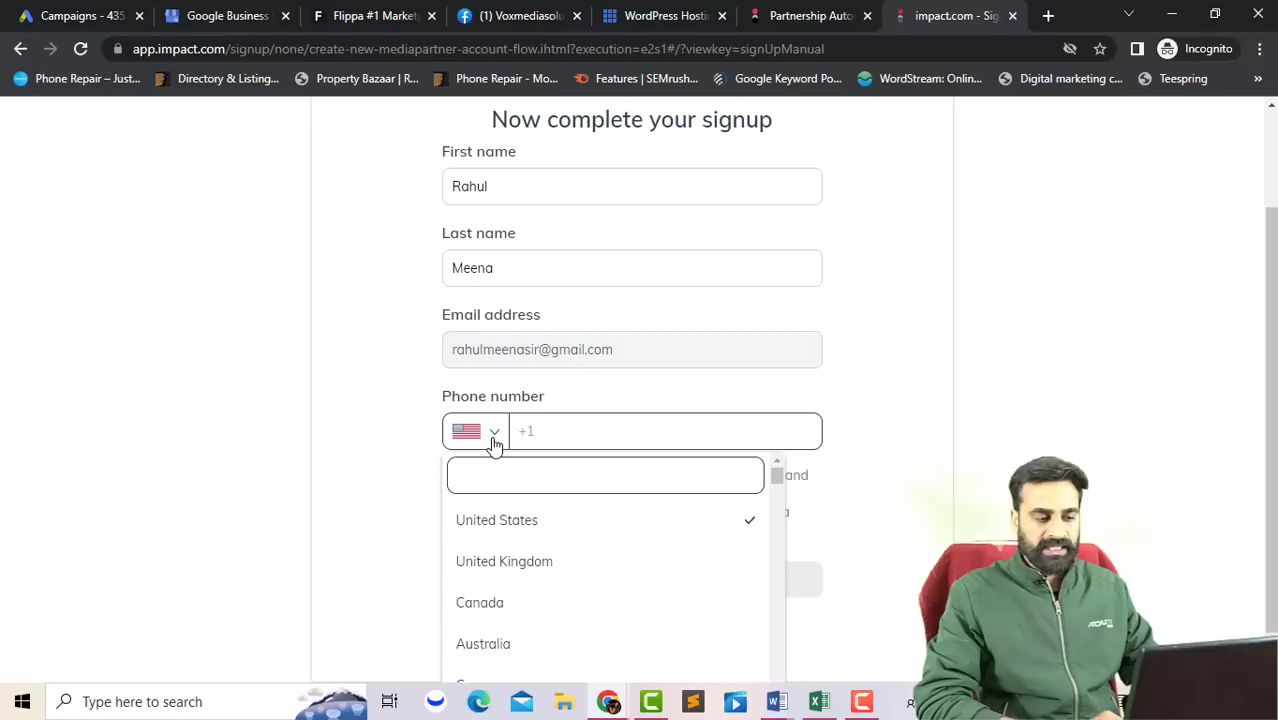 Campaigns - 435
Google Business
Flippa #1 Market
(1) Voxmediasolu
WordPress Hosti
Partnership Auto
impact.com - Sig
app.impact.com/signup/none/create-new-mediapartner-account-flow.ihtml?execution=e2s1#/?viewkey=signUpManual
Incognito
Phone Repair – Just...
Directory & Listing...
Property Bazaar | R...
Phone Repair - Mo...
Features | SEMrush...
Google Keyword Po...
WordStream: Onlin...
Digital marketing c...
Teespring
»
Now complete your signup
First name
Rahul
Last name
Meena
Email address
rahulmeenasir@gmail.com
Phone number
+1
and
United States
United Kingdom
Canada
Australia
Type here to search